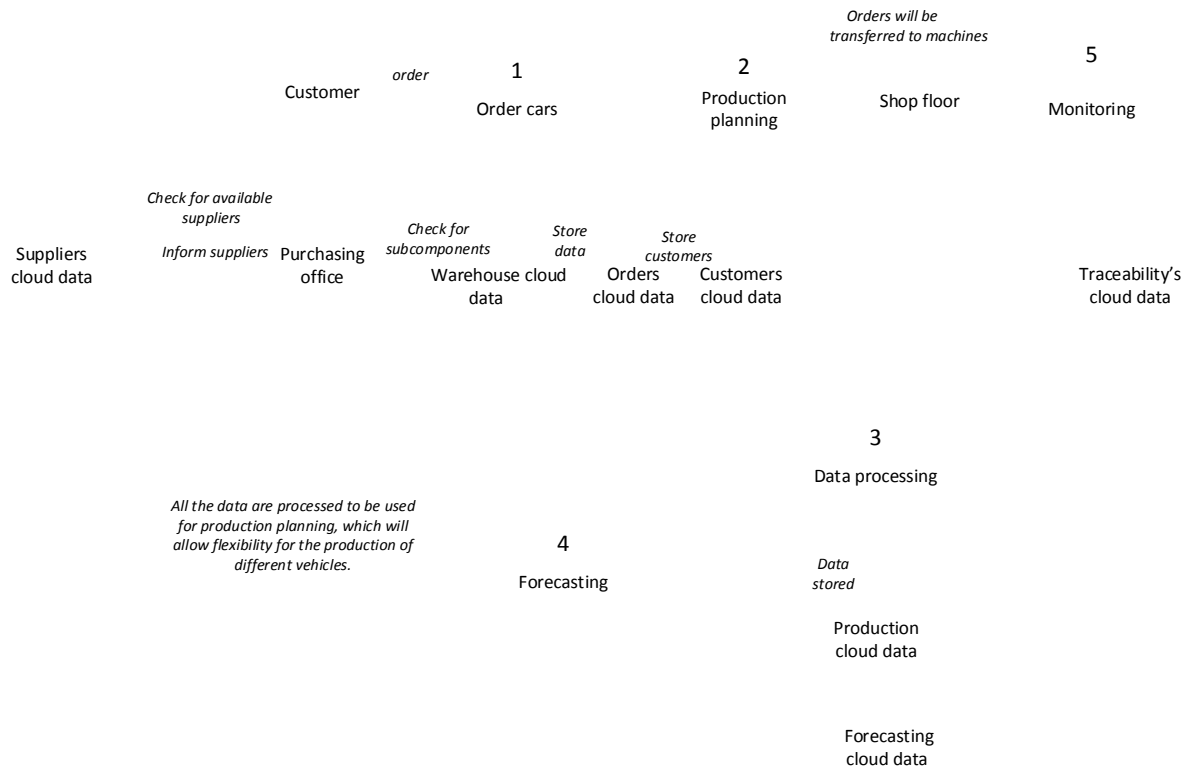 Orders will be
transferred to machines
5
2
1
order
Customer
Order cars
Production
planning
Shop floor
Monitoring
Check for available
suppliers
Inform suppliers
Suppliers
cloud data
Purchasing
office
Check for
subcomponents
Warehouse cloud
data
Store
data
Orders
cloud data
Store
customers
Customers
cloud data
Traceability's
cloud data
3
Data processing
All the data are processed to be used
for production planning, which will
allow flexibility for the production of
different vehicles.
4
Forecasting
Data
stored
Production
cloud data
Forecasting
cloud data